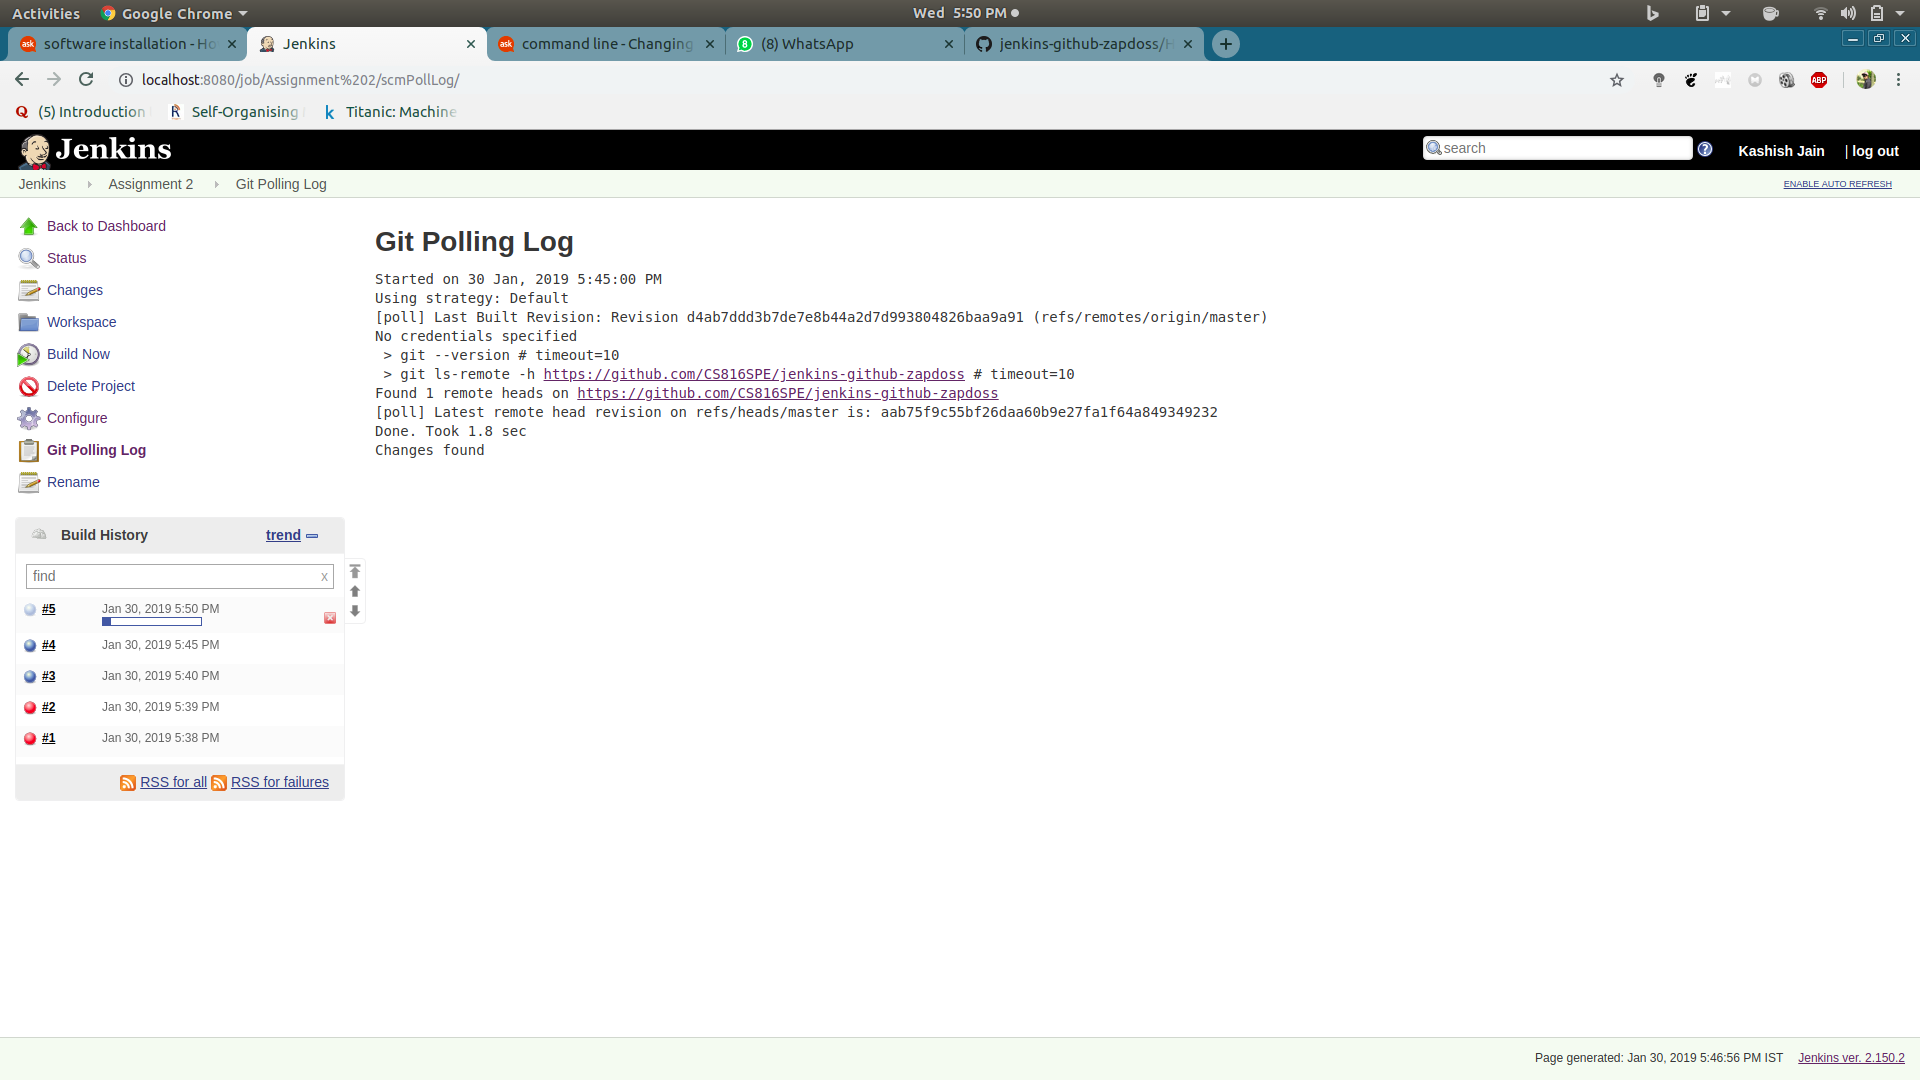 Activities Google Chrome Wed 5:50 PM
software installation - Ho Jenkins command line - Changing (8) WhatsApp jenkins-github-zapdoss/H
localhost:8080/job/Assignment%202/scmPollLog/
(5) Introduction Self-Organising Titanic: Machine
Jenkins search Kashish Jain | log out
Jenkins Assignment 2 Git Polling Log ENABLE AUTO REFRESH
Back to Dashboard
Status
Changes
Workspace
Build Now
Delete Project
Configure
Git Polling Log
Rename
Build History trend
find x
#5 Jan 30, 2019 5:50 PM
#4 Jan 30, 2019 5:45 PM
#3 Jan 30, 2019 5:40 PM
#2 Jan 30, 2019 5:39 PM
#1 Jan 30, 2019 5:38 PM
RSS for all RSS for failures
Git Polling Log
Started on 30 Jan, 2019 5:45:00 PM
Using strategy: Default
[poll] Last Built Revision: Revision d4ab7ddd3b7de7e8b44a2d7d993804826baa9a91 (refs/remotes/origin/master)
No credentials specified
> git --version # timeout=10
> git ls-remote -h https://github.com/CS816SPE/jenkins-github-zapdoss # timeout=10
Found 1 remote heads on https://github.com/CS816SPE/jenkins-github-zapdoss
[poll] Latest remote head revision on refs/heads/master is: aab75f9c55bf26daa60b9e27fa1f64a849349232
Done. Took 1.8 sec
Changes found
Page generated: Jan 30, 2019 5:46:56 PM IST Jenkins ver. 2.150.2